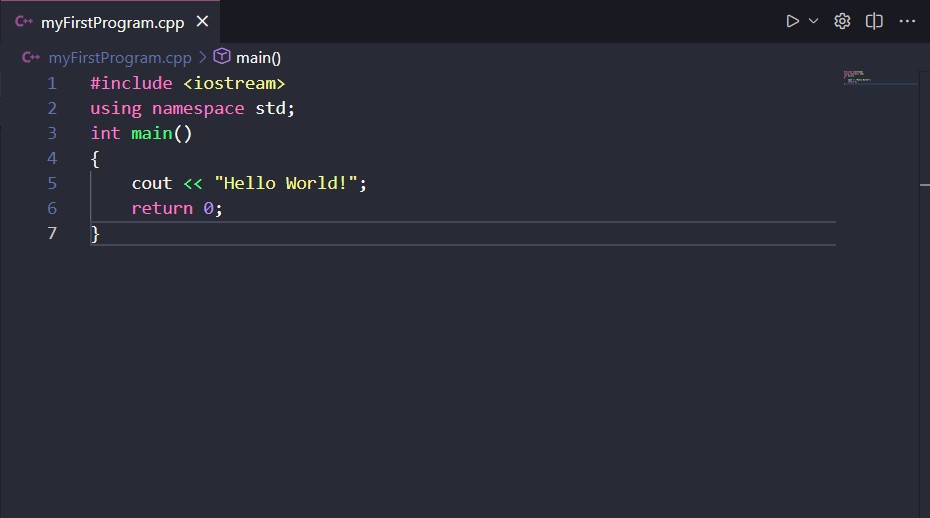 C++ myFirstProgram.cpp
C++ myFirstProgram.cpp > main()
1 #include <iostream>
2 using namespace std;
3 int main()
4 {
5     cout << "Hello World!";
6     return 0;
7 }